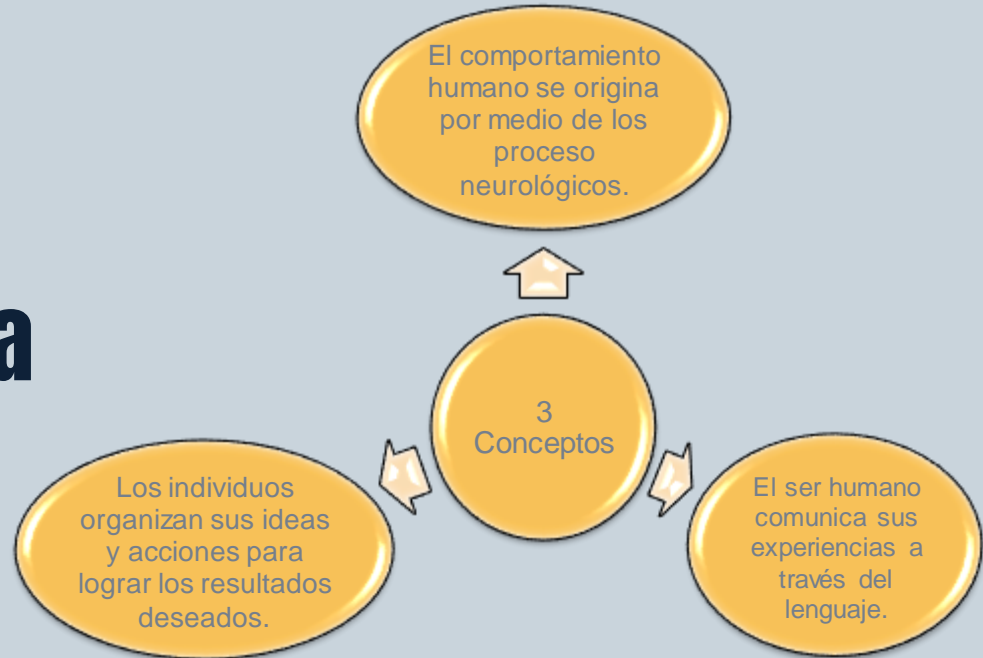 El comportamiento
humano se origina
por medio de los
proceso
neurológicos.
a
3
Conceptos
Los individuos
organizan sus ideas
y acciones para
lograr los resultados
deseados.
El ser humano
comunica sus
experiencias a
través del
lenguaje.